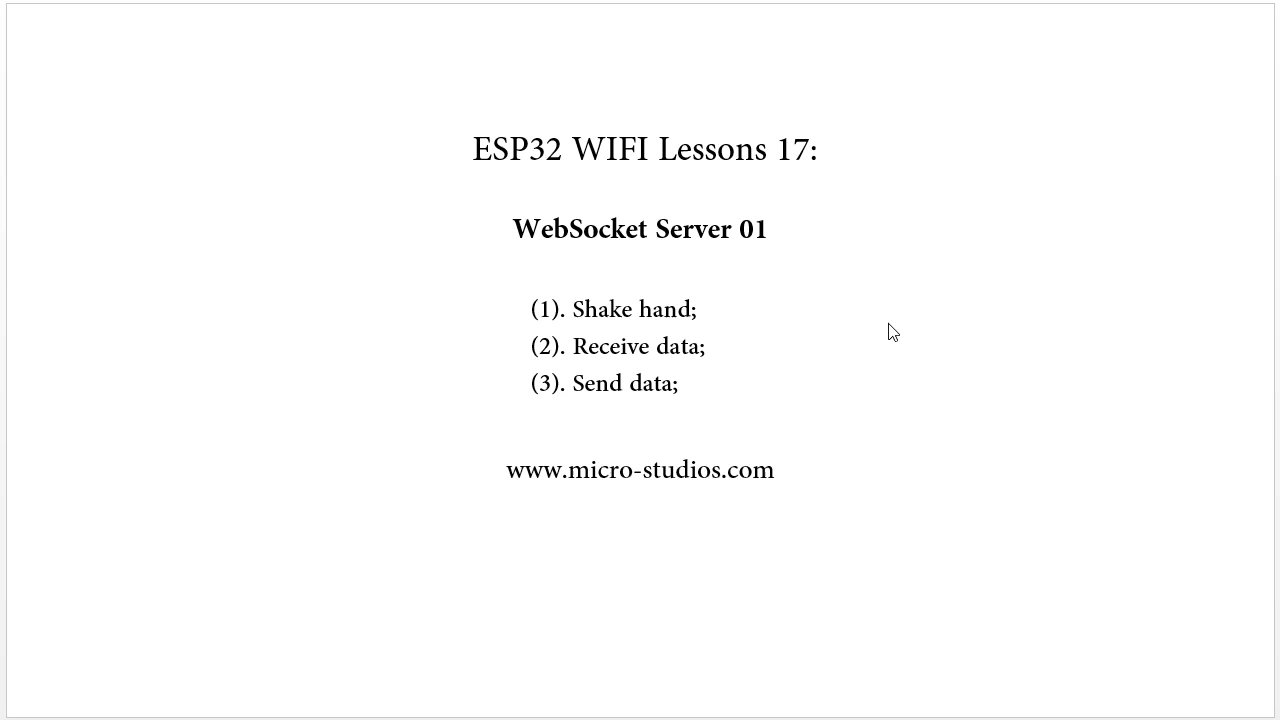 ESP32 WIFI Lessons 17:
WebSocket Server 01
(1). Shake hand;
(2). Receive data;
(3). Send data;
www.micro-studios.com